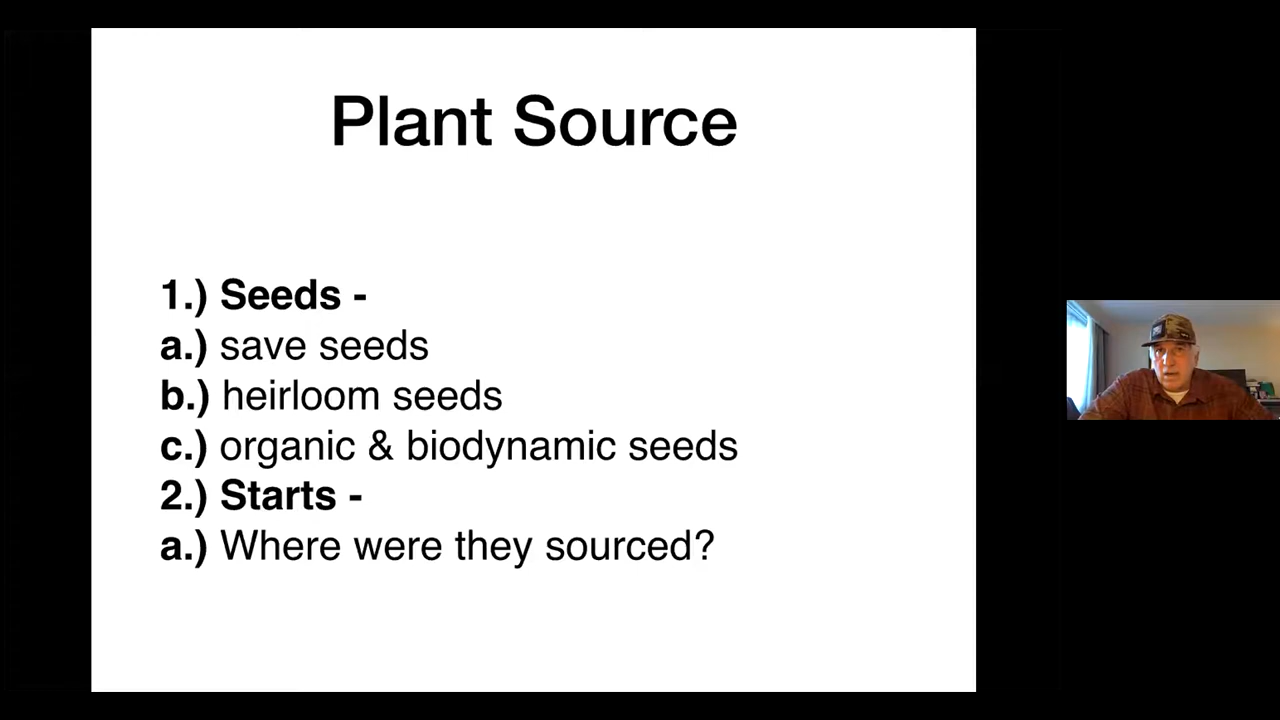 Plant Source
1.) Seeds -
a.) save seeds
b.) heirloom seeds
c.) organic & biodynamic seeds
2.) Starts -
a.) Where were they sourced?